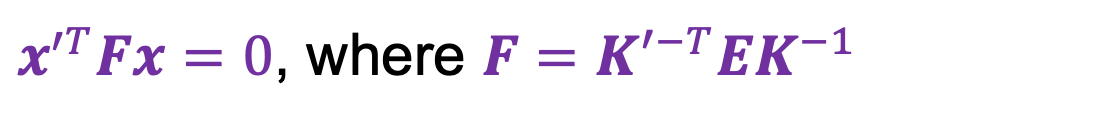 x′ᵀFx = 0, where F = K′⁻ᵀEK⁻¹